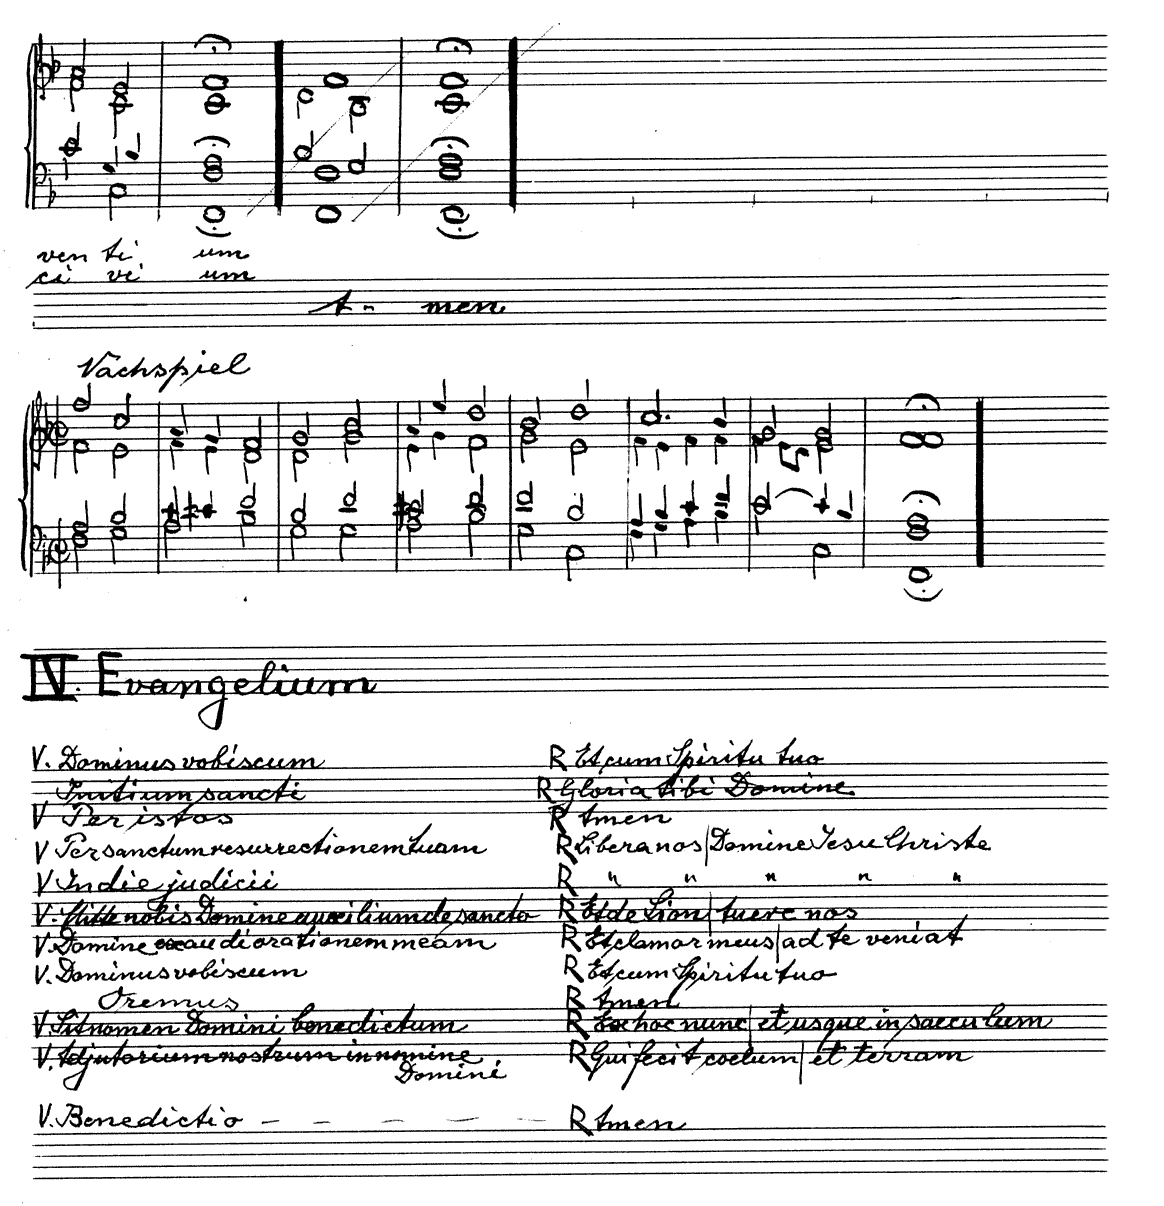 ven ti um
ci vi um
A - men
Nachspiel
IV. Evangelium
V. Dominus vobiscum R Et cum Spiritu tuo
Initium sancti R Gloria tibi Domine
V Per istos R Amen
V Per sanctum resurrectionem tuam R Libera nos | Domine Jesu Christe
V In die judicii R " " " " "
V. Mitte nobis Domine auxilium de sancto R Et de Sion | tuere nos
V. Domine exaudi orationem meam R Et clamor meus | ad te veniat
V. Dominus vobiscum R Et cum Spiritu tuo
Oremus R Amen
V Sit nomen Domini benedictum R Ex hoc nunc | et usque in saeculum
V. Adjutorium nostrum in nomine R Qui fecit coelum | et terram
Domini
V. Benedictio - - - - - R Amen